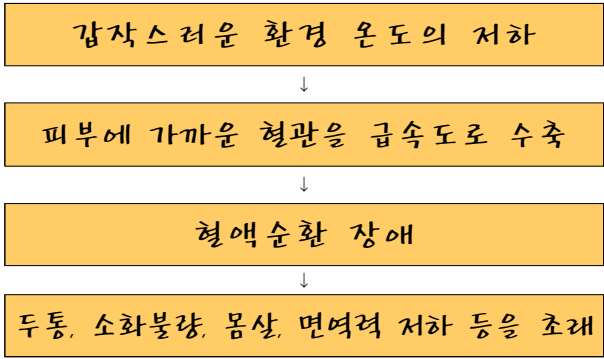 갑작스러운 환경 온도의 저하
↓
피부에 가까운 혈관을 급속도로 수축
↓
혈액순환 장애
↓
두통, 소화불량, 몸살, 면역력 저하 등을 초래